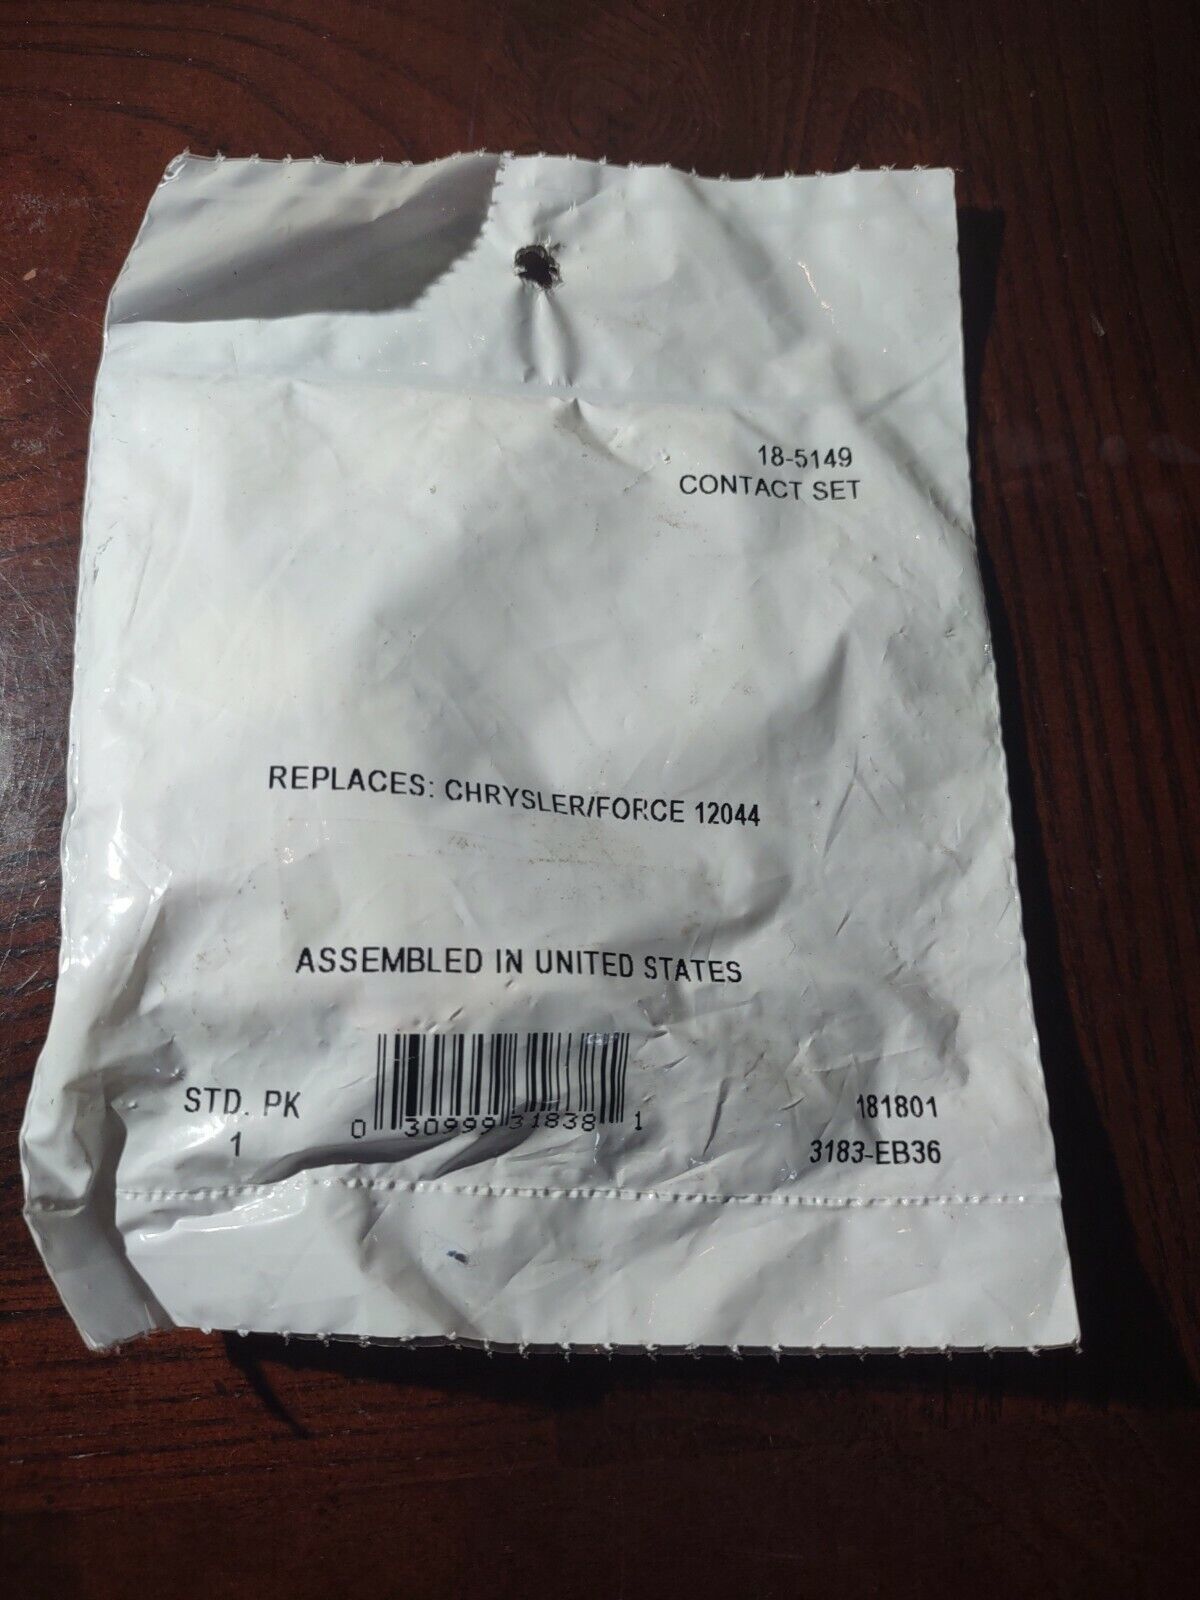 18-5149
CONTACT SET
REPLACES: CHRYSLER/FORCE 12044
ASSEMBLED IN UNITED STATES
STD. PK
1
0 30999 31838 1
181801
3183-EB36